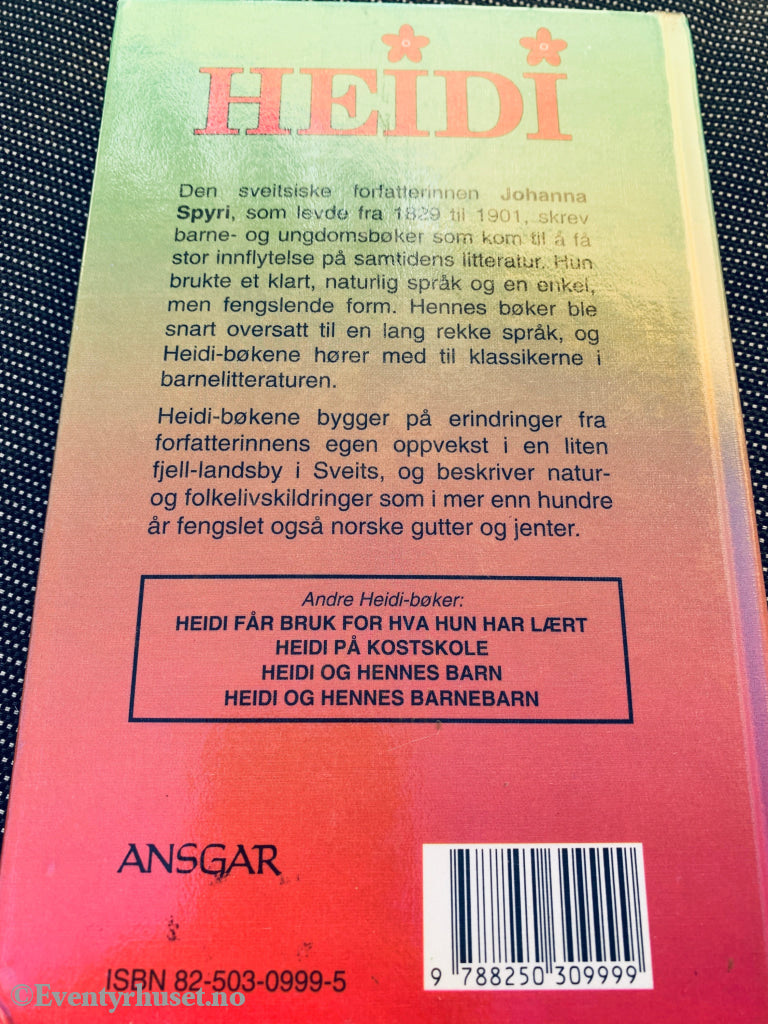 HEIDI
Den sveitsiske forfatterinnen Johanna
Spyri, som levde fra 1829 til 1901, skrev
barne- og ungdomsbøker som kom til å få
stor innflytelse på samtidens litteratur. Hun
brukte et klart, naturlig språk og en enkel,
men fengslende form. Hennes bøker ble
snart oversatt til en lang rekke språk, og
Heidi-bøkene hører med til klassikerne i
barnelitteraturen.
Heidi-bøkene bygger på erindringer fra
forfatterinnens egen oppvekst i en liten
fjell-landsby i Sveits, og beskriver natur-
og folkelivskildringer som i mer enn hundre
år fengslet også norske gutter og jenter.
Andre Heidi-bøker:
HEIDI FÅR BRUK FOR HVA HUN HAR LÆRT
HEIDI PÅ KOSTSKOLE
HEIDI OG HENNES BARN
HEIDI OG HENNES BARNEBARN
ANSGAR
ISBN 82-503-0999-5
9 788250 309999
©Eventyrhuset.no